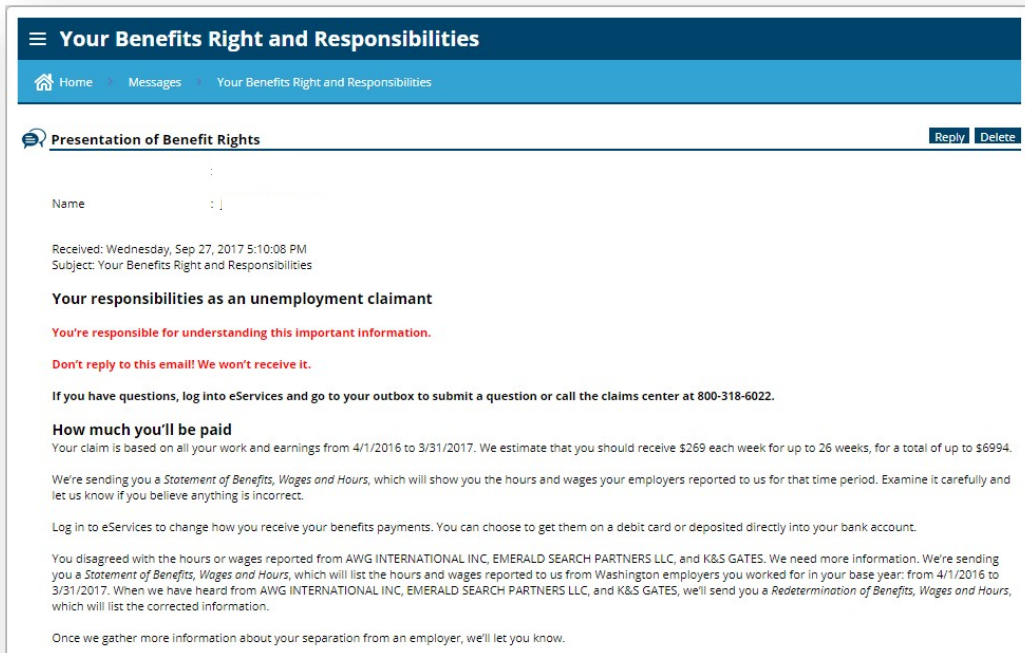 Your Benefits Right and Responsibilities
Home Messages Your Benefits Right and Responsibilities
Presentation of Benefit Rights
Reply Delete
:
Name :
Received: Wednesday, Sep 27, 2017 5:10:08 PM
Subject: Your Benefits Right and Responsibilities
Your responsibilities as an unemployment claimant
You're responsible for understanding this important information.
Don't reply to this email! We won't receive it.
If you have questions, log into eServices and go to your outbox to submit a question or call the claims center at 800-318-6022.
How much you'll be paid
Your claim is based on all your work and earnings from 4/1/2016 to 3/31/2017. We estimate that you should receive $269 each week for up to 26 weeks, for a total of up to $6994.
We're sending you a Statement of Benefits, Wages and Hours, which will show you the hours and wages your employers reported to us for that time period. Examine it carefully and
let us know if you believe anything is incorrect.
Log in to eServices to change how you receive your benefits payments. You can choose to get them on a debit card or deposited directly into your bank account.
You disagreed with the hours or wages reported from AWG INTERNATIONAL INC, EMERALD SEARCH PARTNERS LLC, and K&S GATES. We need more information. We're sending
you a Statement of Benefits, Wages and Hours, which will list the hours and wages reported to us from Washington employers you worked for in your base year: from 4/1/2016 to
3/31/2017. When we have heard from AWG INTERNATIONAL INC, EMERALD SEARCH PARTNERS LLC, and K&S GATES, we'll send you a Redetermination of Benefits, Wages and Hours,
which will list the corrected information.
Once we gather more information about your separation from an employer, we'll let you know.